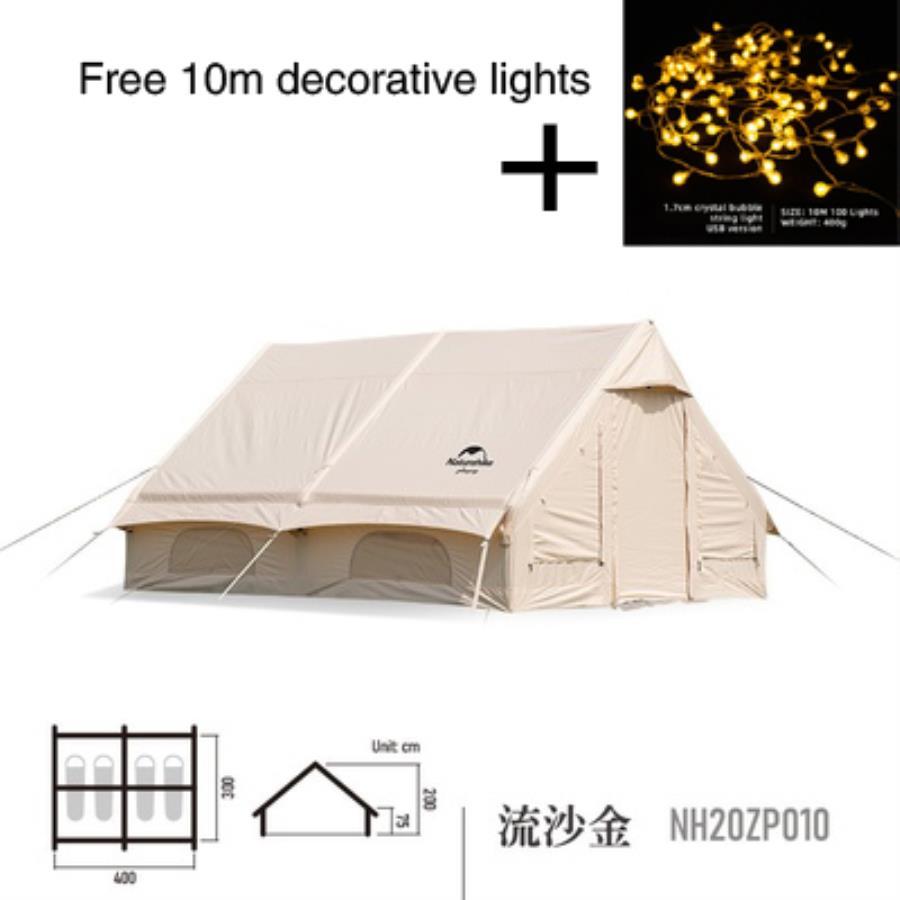 Free 10m decorative lights
1.7cm crystal bubble
string light
USB version
SIZE: 10M 100 Lights
WEIGHT: 400g
Naturehike
Unit: cm
300
400
200
75
流沙金
NH20ZP010